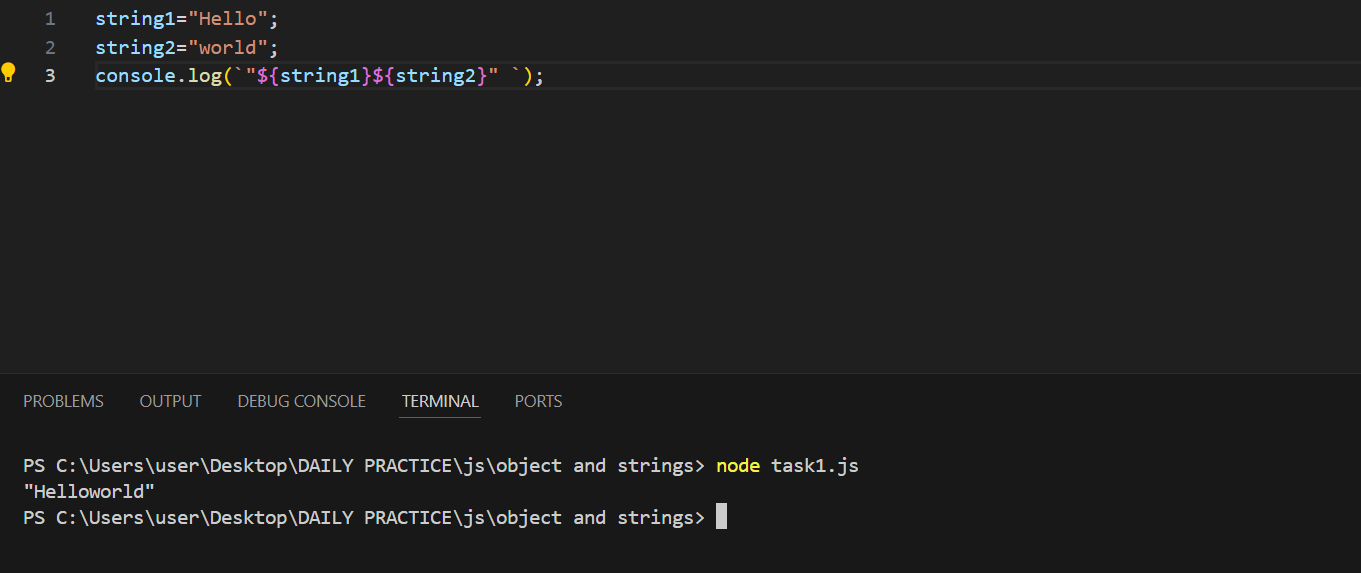 1 string1="Hello";
2 string2="world";
3 console.log(`"${string1}${string2}" `);
PROBLEMS OUTPUT DEBUG CONSOLE TERMINAL PORTS
PS C:\Users\user\Desktop\DAILY PRACTICE\js\object and strings> node task1.js
"Helloworld"
PS C:\Users\user\Desktop\DAILY PRACTICE\js\object and strings>